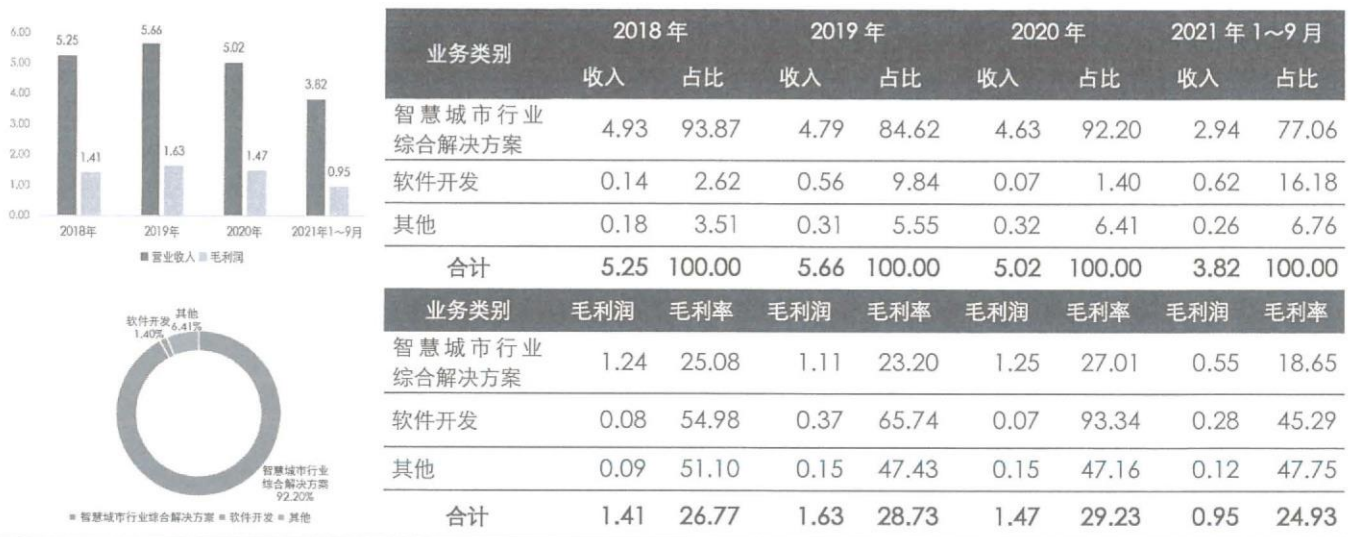 6.00
5.00
4.00
3.00
2.00
1.00
0.00
5.25
1.41
5.66
1.63
5.02
1.47
3.82
0.95
2018年 2019年 2020年 2021年1～9月
■营业收入 ■毛利润
其他
6.41%
软件开发
1.40%
智慧城市行业
综合解决方案
92.20%
■ 智慧城市行业综合解决方案 ■ 软件开发 ■ 其他
业务类别 2018年 2019年 2020年 2021年1～9月
收入 占比 收入 占比 收入 占比 收入 占比
智慧城市行业
综合解决方案 4.93 93.87 4.79 84.62 4.63 92.20 2.94 77.06
软件开发 0.14 2.62 0.56 9.84 0.07 1.40 0.62 16.18
其他 0.18 3.51 0.31 5.55 0.32 6.41 0.26 6.76
合计 5.25 100.00 5.66 100.00 5.02 100.00 3.82 100.00
业务类别 毛利润 毛利率 毛利润 毛利率 毛利润 毛利率 毛利润 毛利率
智慧城市行业
综合解决方案 1.24 25.08 1.11 23.20 1.25 27.01 0.55 18.65
软件开发 0.08 54.98 0.37 65.74 0.07 93.34 0.28 45.29
其他 0.09 51.10 0.15 47.43 0.15 47.16 0.12 47.75
合计 1.41 26.77 1.63 28.73 1.47 29.23 0.95 24.93